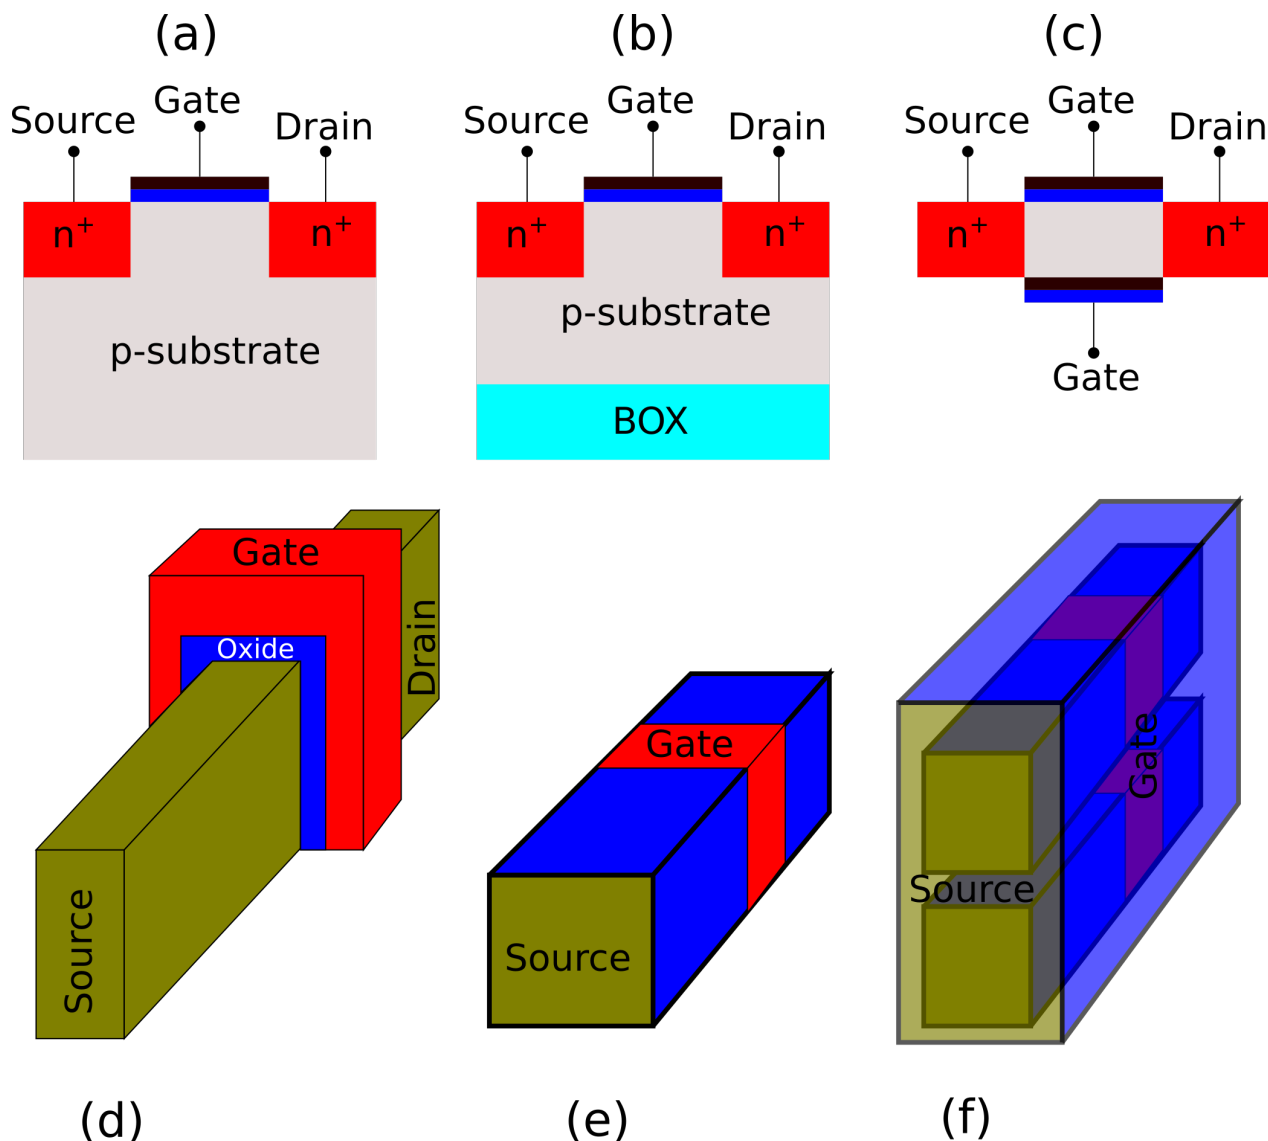 (a)
(b)
(c)
Source
Gate
Drain
n+
n+
p-substrate
Source
Gate
Drain
n+
n+
p-substrate
BOX
Source
Gate
Drain
n+
n+
Gate
Gate
Oxide
Drain
Source
Gate
Source
Gate
Source
(d)
(e)
(f)